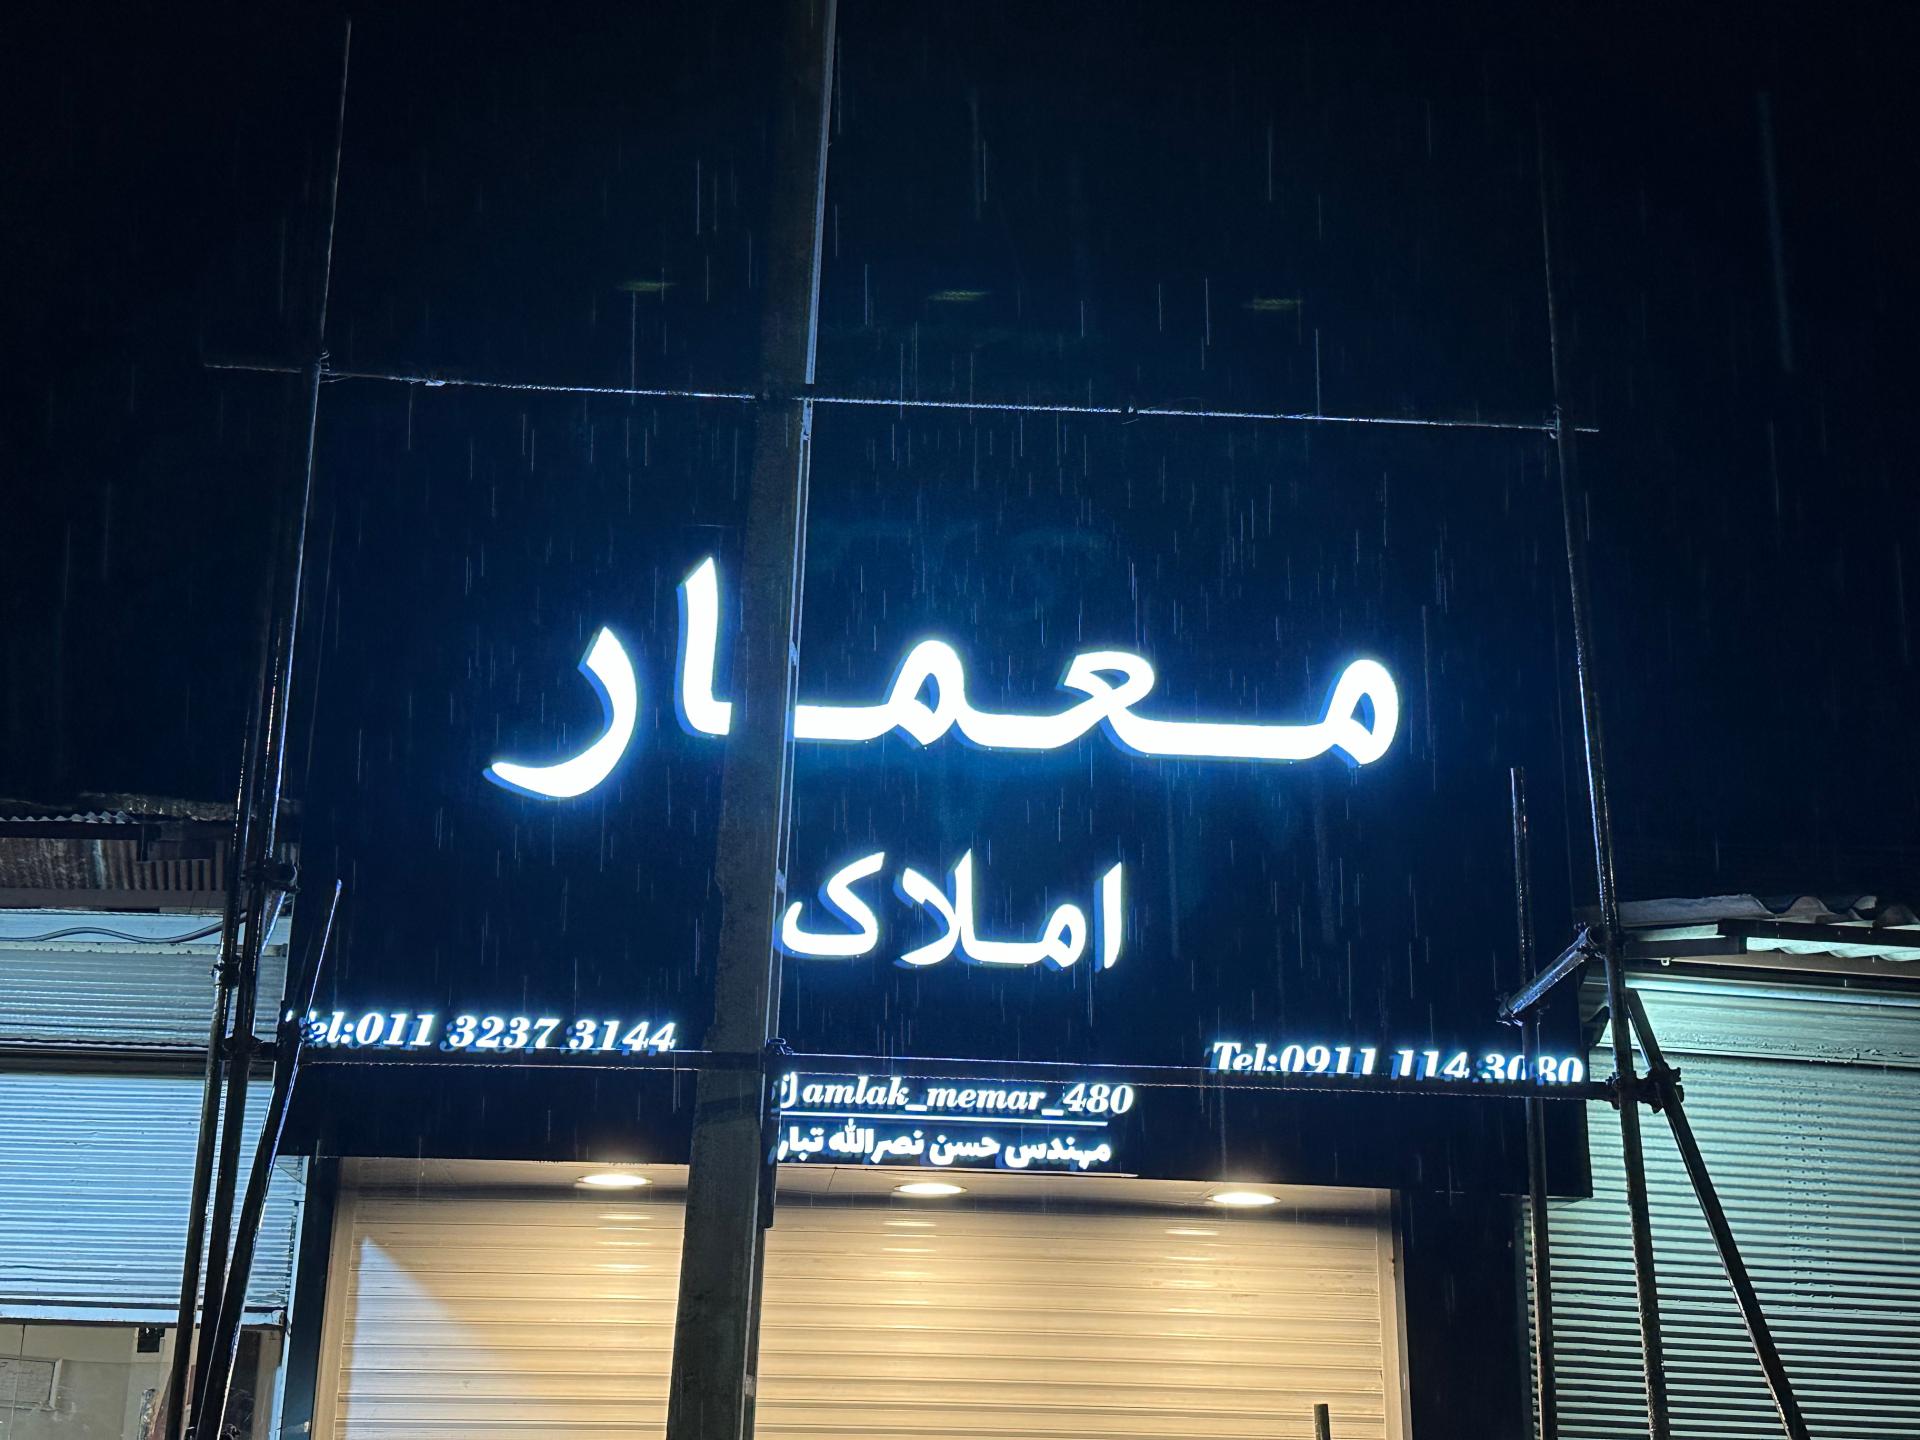 معمار
املاک
Tel:011 3237 3144
Tel:0911 114 3080
amlak_memar_480
مهندس حسن نصرالله تبار